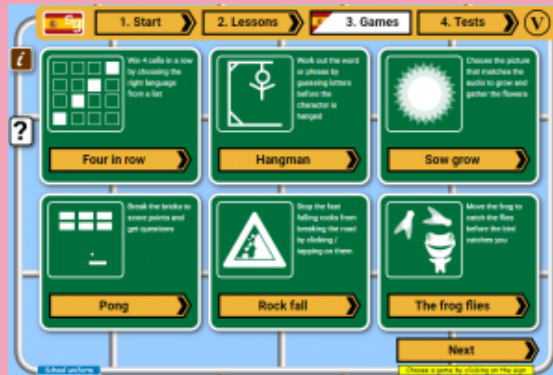 1. Start
2. Lessons
3. Games
4. Tests
V
i
?
Win 4 cells in a row
by choosing the
right language
from a list
Four in row
Work out the word
or phrase by
guessing letters
before the
character is
hanged
Hangman
Choose the picture
that matches the
audio to grow and
gather the flowers
Sow grow
Break the bricks to
score points and
get questions
Pong
Stop the fast
falling rocks from
breaking the road
by clicking /
tapping on them
Rock fall
Move the frog to
catch the flies
before the bird
catches you
The frog flies
Next
School uniform
Choose a game by clicking on the sign